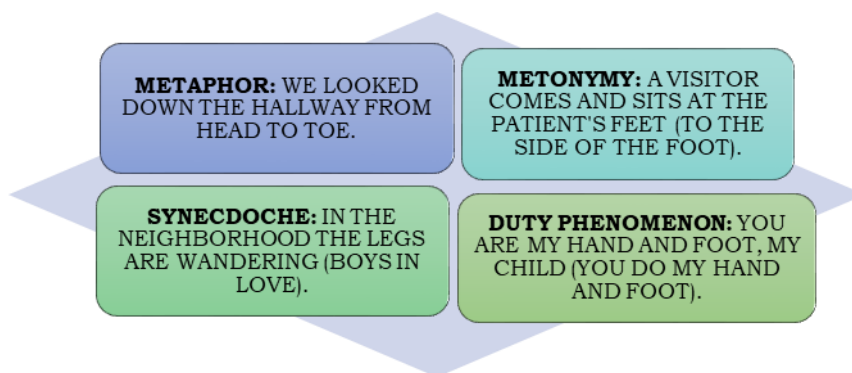 METAPHOR: WE LOOKED
DOWN THE HALLWAY FROM
HEAD TO TOE.
METONYMY: A VISITOR
COMES AND SITS AT THE
PATIENT'S FEET (TO THE
SIDE OF THE FOOT).
SYNECDOCHE: IN THE
NEIGHBORHOOD THE LEGS
ARE WANDERING (BOYS IN
LOVE).
DUTY PHENOMENON: YOU
ARE MY HAND AND FOOT, MY
CHILD (YOU DO MY HAND
AND FOOT).